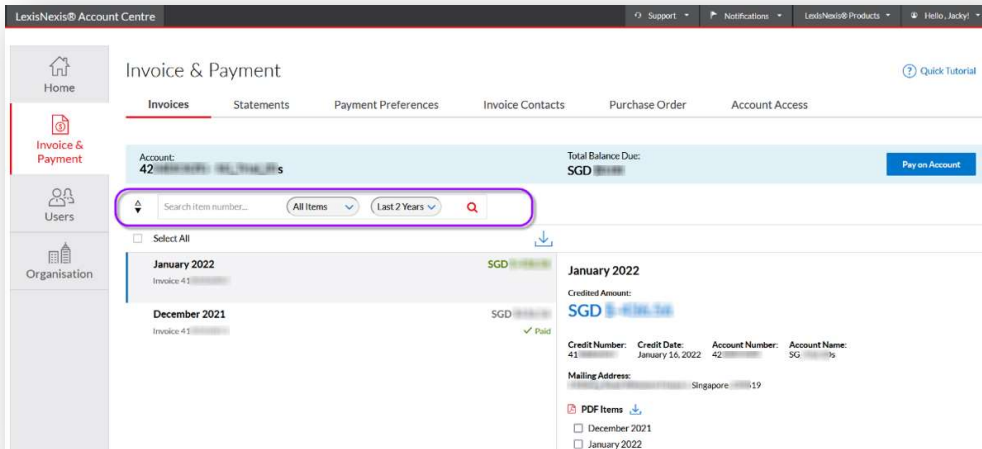 LexisNexis® Account Centre
Support
Notifications
LexisNexis® Products
Hello, Jacky!
Home
Invoice & Payment
Users
Organisation
Invoice & Payment
Quick Tutorial
Invoices Statements Payment Preferences Invoice Contacts Purchase Order Account Access
Account:
42 s
Total Balance Due:
SGD
Pay on Account
Search item number... All Items Last 2 Years
Select All
January 2022 SGD
Invoice 41
December 2021 SGD
Invoice 41 Paid
January 2022
Credited Amount:
SGD
Credit Number: Credit Date: Account Number: Account Name:
41 January 16, 2022 42 SG s
Mailing Address:
Singapore 19
PDF Items
December 2021
January 2022